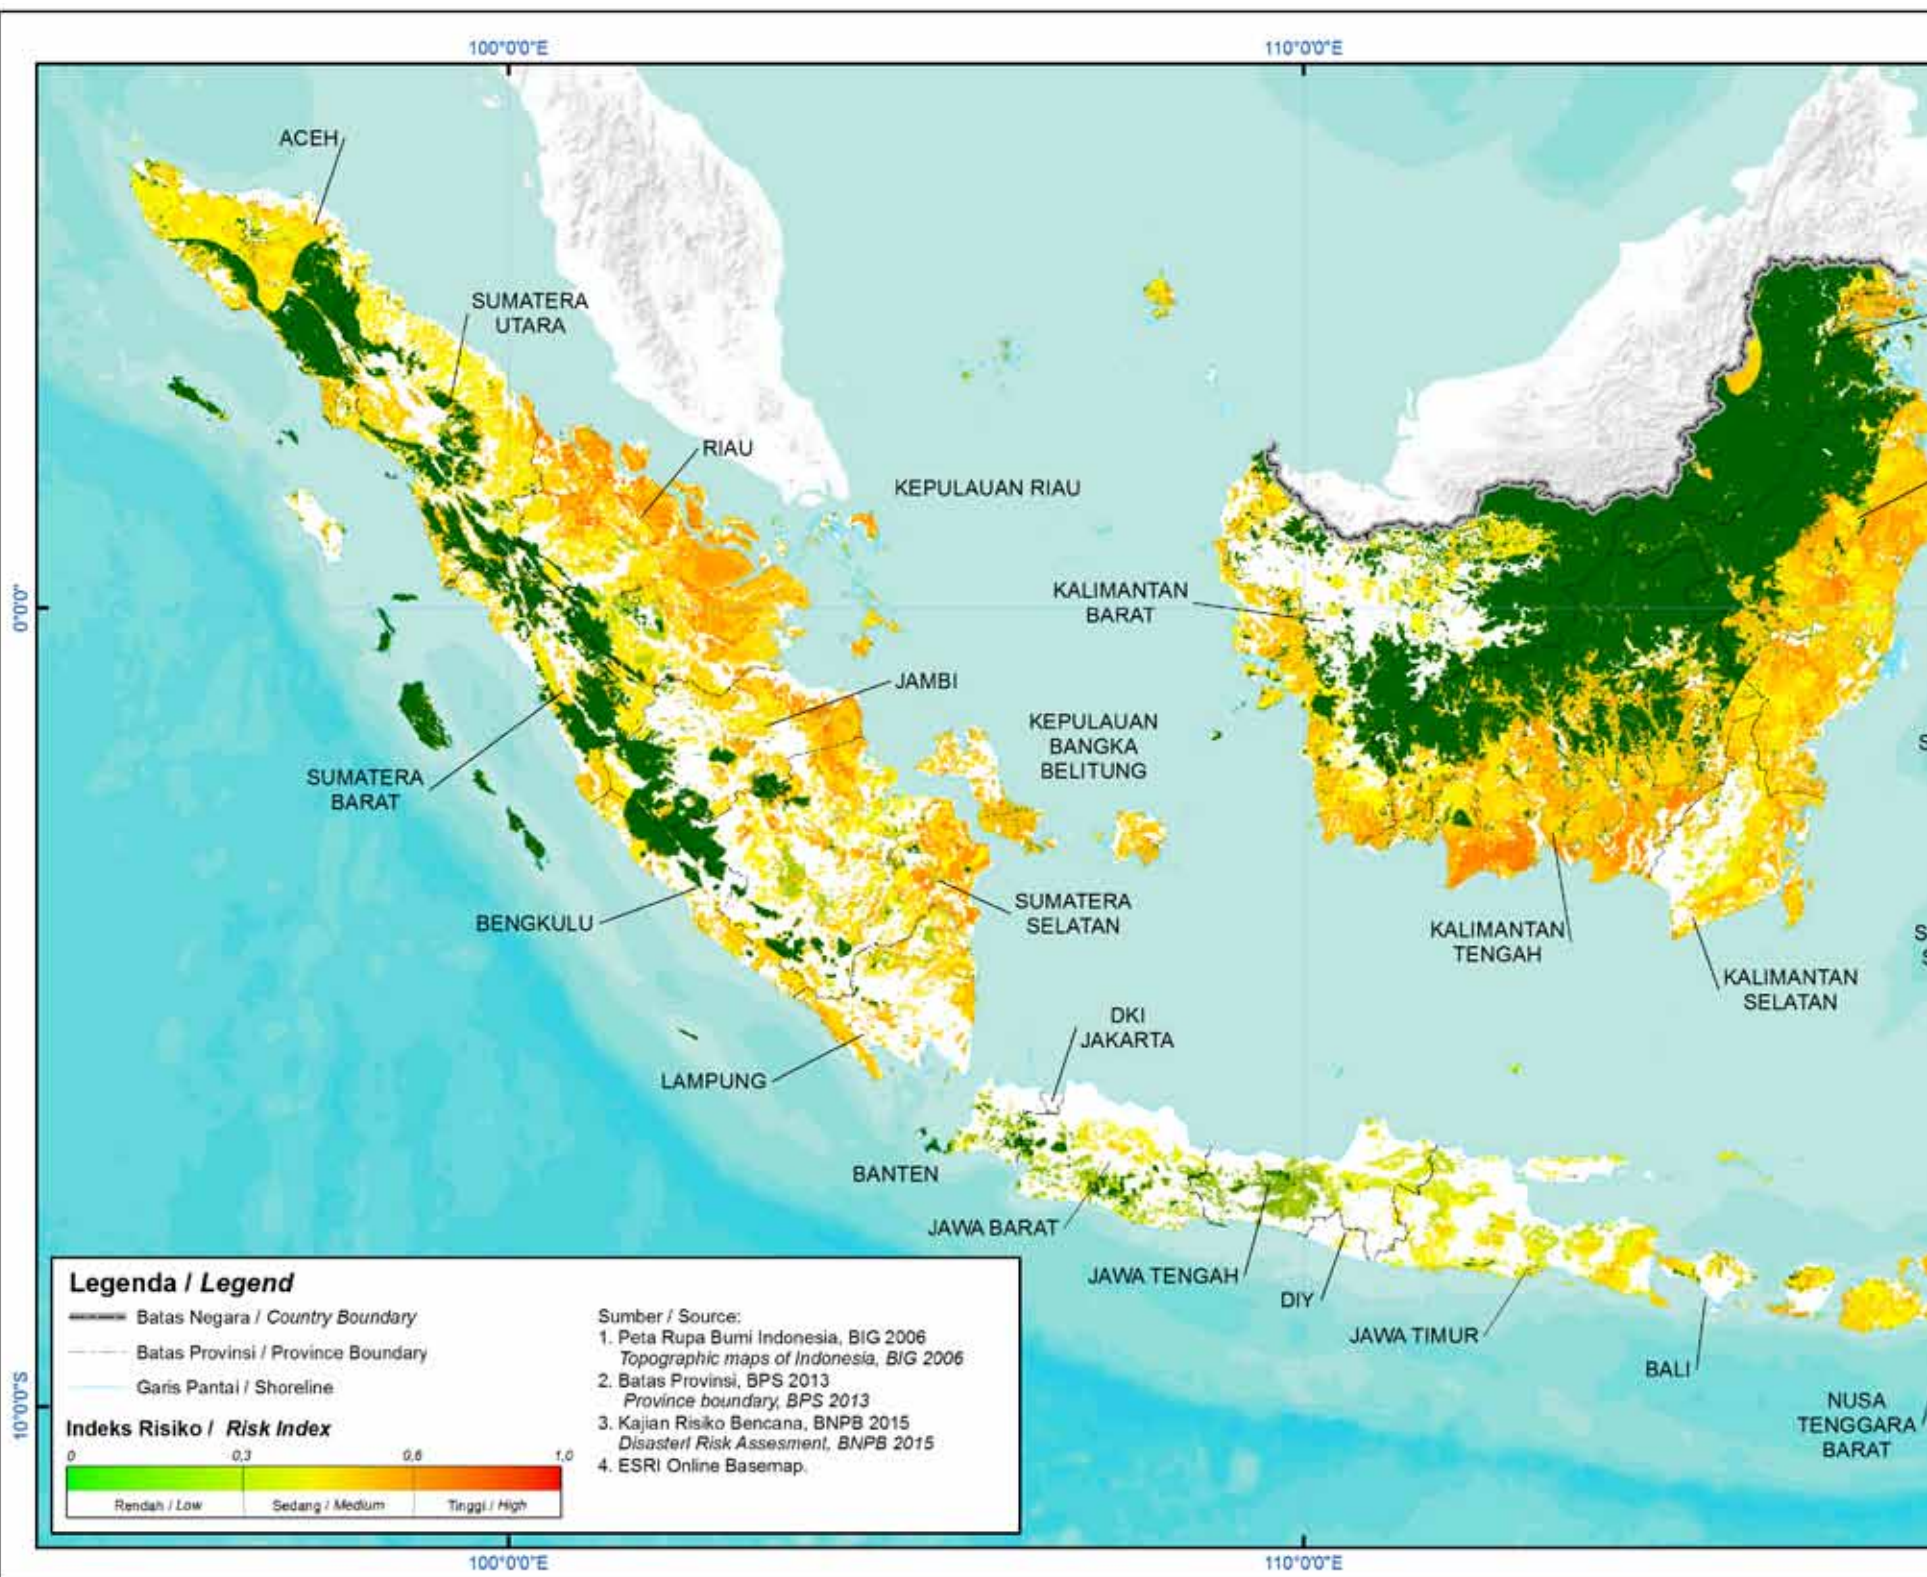 100°0'0"E
110°0'0"E
ACEH
SUMATERA
UTARA
RIAU
KEPULAUAN RIAU
0°0'0"
KALIMANTAN
BARAT
JAMBI
KEPULAUAN
BANGKA
BELITUNG
SUMATERA
BARAT
BENGKULU
SUMATERA
SELATAN
KALIMANTAN
TENGAH
KALIMANTAN
SELATAN
DKI
JAKARTA
LAMPUNG
BANTEN
JAWA BARAT
JAWA TENGAH
DIY
JAWA TIMUR
BALI
NUSA
TENGGARA
BARAT
10°0'0"S
Legenda / Legend
Batas Negara / Country Boundary
Batas Provinsi / Province Boundary
Garis Pantai / Shoreline
Indeks Risiko / Risk Index
0 0,3 0,6 1,0
Rendah / Low Sedang / Medium Tinggi / High
Sumber / Source:
1. Peta Rupa Bumi Indonesia, BIG 2006
Topographic maps of Indonesia, BIG 2006
2. Batas Provinsi, BPS 2013
Province boundary, BPS 2013
3. Kajian Risiko Bencana, BNPB 2015
Disasterl Risk Assesment, BNPB 2015
4. ESRI Online Basemap.
100°0'0"E
110°0'0"E